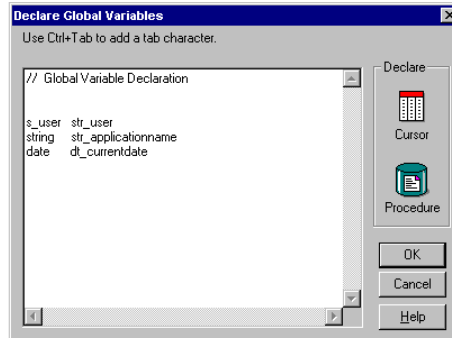 Declare Global Variables
Use Ctrl+Tab to add a tab character.
// Global Variable Declaration
s_user str_user
string str_applicationname
date dt_currentdate
Declare
Cursor
Procedure
OK
Cancel
Help